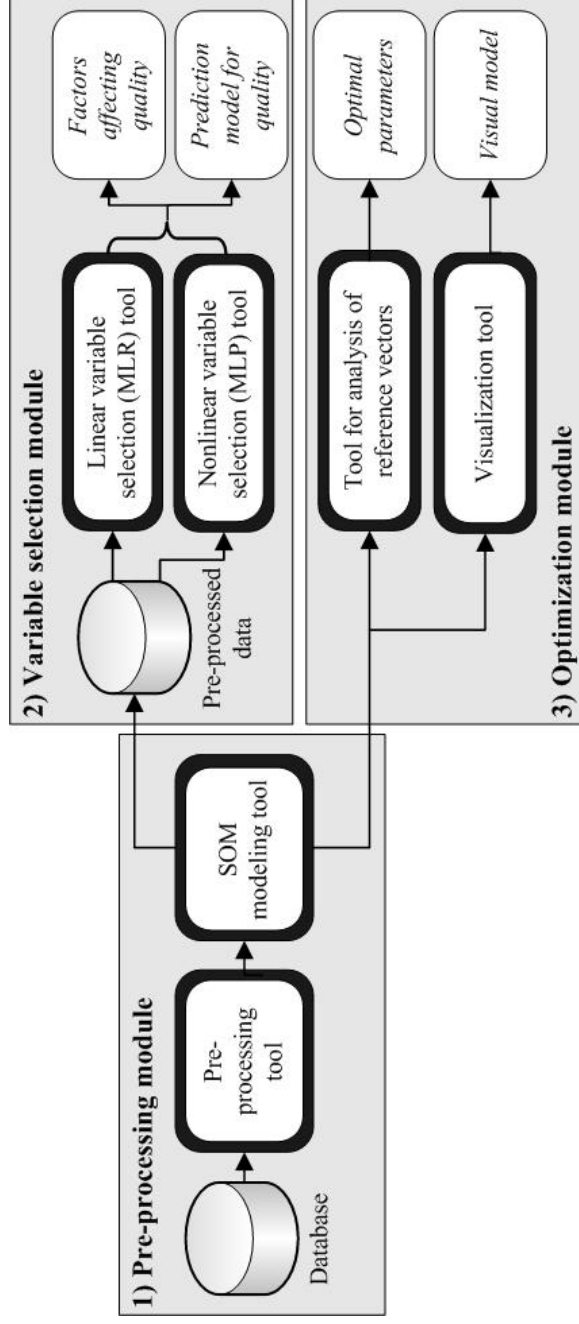 1) Pre-processing module
Database
Pre-
processing
tool
SOM
modeling tool
2) Variable selection module
Pre-processed
data
Linear variable
selection (MLR) tool
Nonlinear variable
selection (MLP) tool
Factors
affecting
quality
Prediction
model for
quality
Tool for analysis of
reference vectors
Visualization tool
Optimal
parameters
Visual model
3) Optimization module